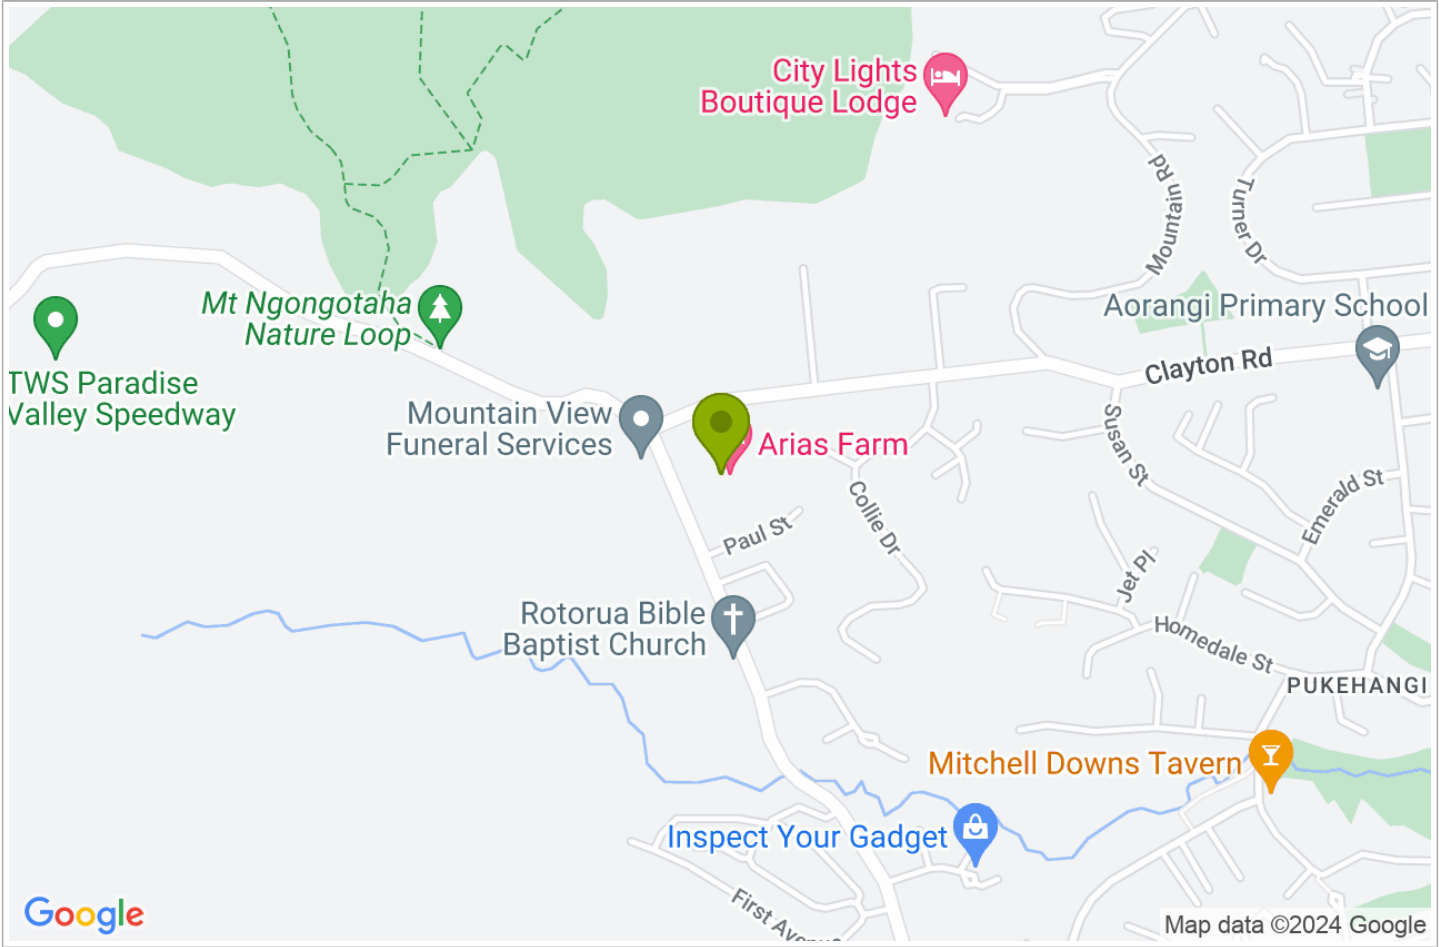 City Lights
Boutique Lodge
Mountain Rd
Turner Dr
Mt Ngongotaha
Nature Loop
Aorangi Primary School
TWS Paradise
Valley Speedway
Clayton Rd
Mountain View
Funeral Services
Arias Farm
Susan St
Emerald St
Collie Dr
Paul St
Jet Pl
Rotorua Bible
Baptist Church
Homedale St
PUKEHANGI
Mitchell Downs Tavern
Inspect Your Gadget
First Avenue
Google
Map data ©2024 Google